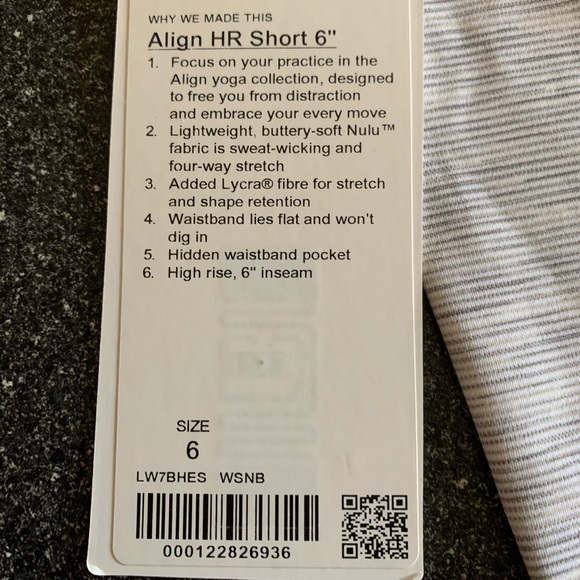 WHY WE MADE THIS
Align HR Short 6"
1. Focus on your practice in the
Align yoga collection, designed
to free you from distraction
and embrace your every move
2. Lightweight, buttery-soft Nulu™
fabric is sweat-wicking and
four-way stretch
3. Added Lycra® fibre for stretch
and shape retention
4. Waistband lies flat and won't
dig in
5. Hidden waistband pocket
6. High rise, 6" inseam
SIZE
6
LW7BHES WSNB
000122826936